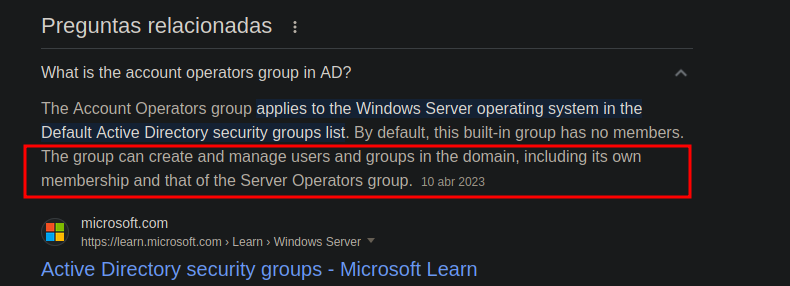 Preguntas relacionadas
What is the account operators group in AD?
The Account Operators group applies to the Windows Server operating system in the
Default Active Directory security groups list. By default, this built-in group has no members.
The group can create and manage users and groups in the domain, including its own
membership and that of the Server Operators group. 10 abr 2023
microsoft.com
https://learn.microsoft.com › Learn › Windows Server
Active Directory security groups - Microsoft Learn